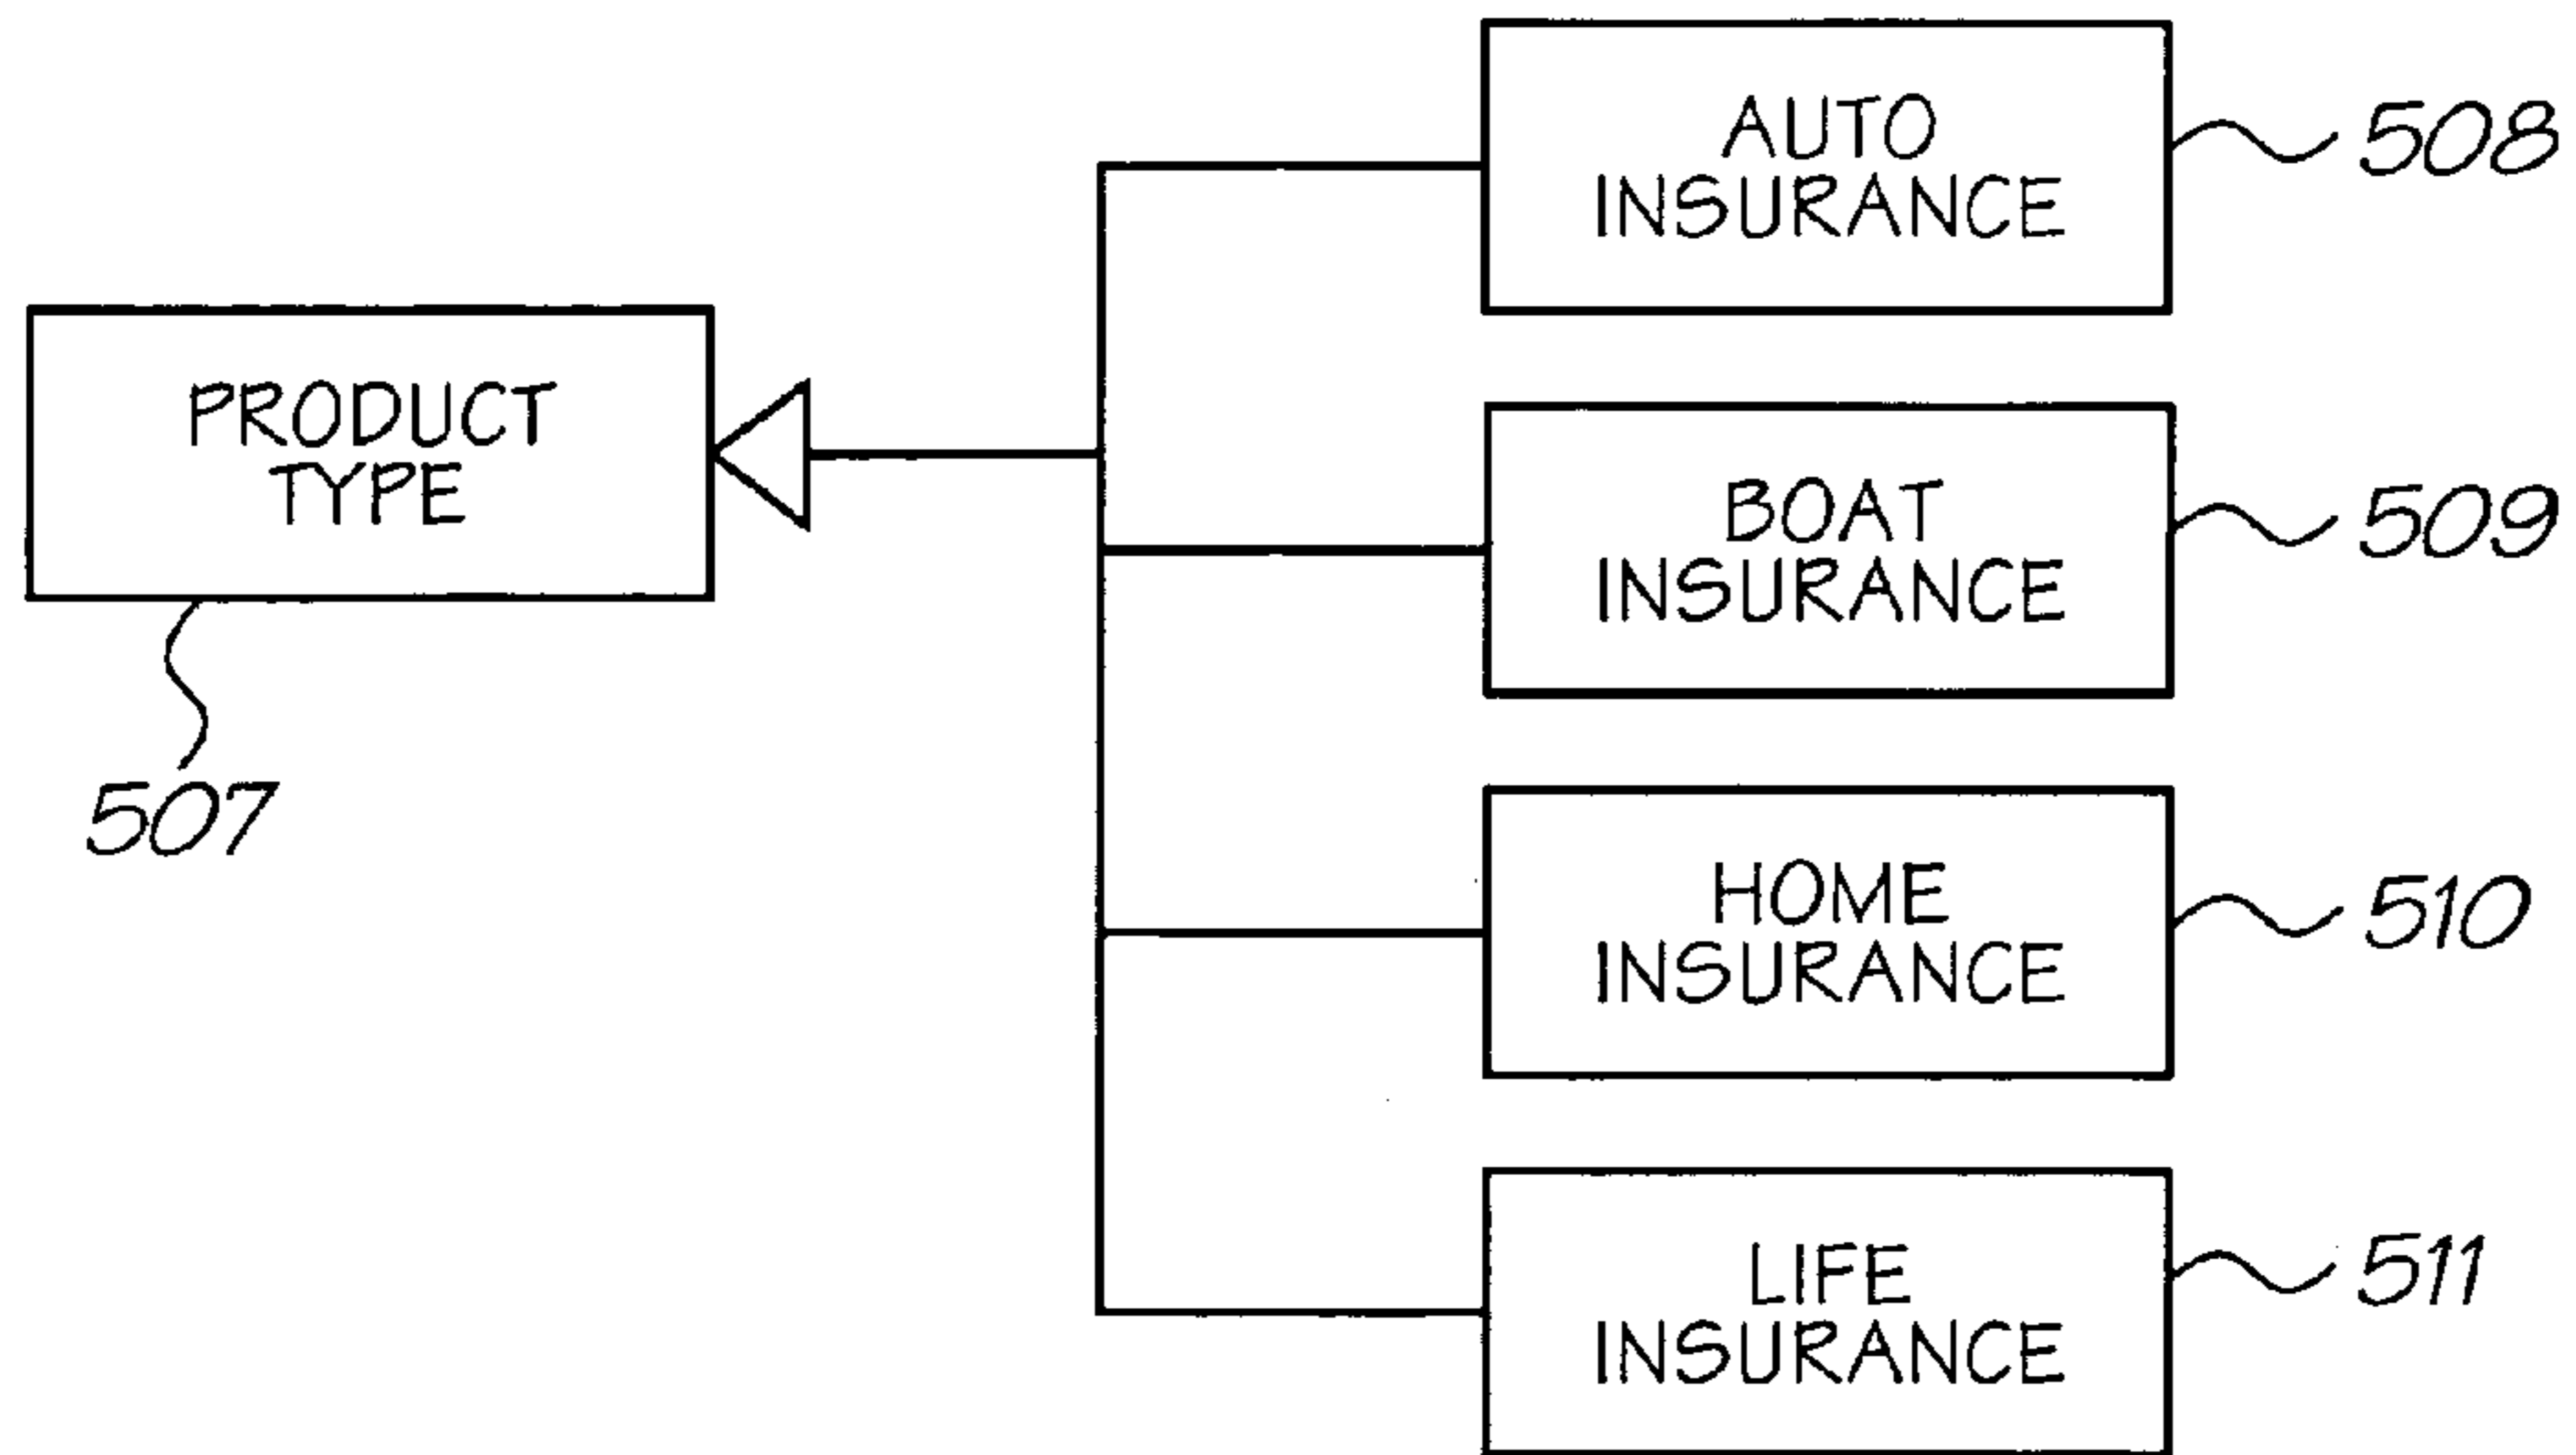 AUTO
INSURANCE
508
PRODUCT
TYPE
507
BOAT
INSURANCE
509
HOME
INSURANCE
510
LIFE
INSURANCE
511